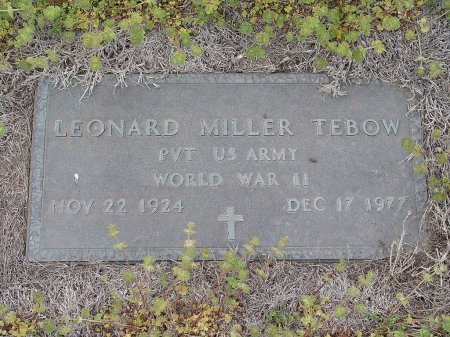 LEONARD MILLER TEBOW
PVT US ARMY
WORLD WAR II
NOV 22 1924 DEC 17 1977